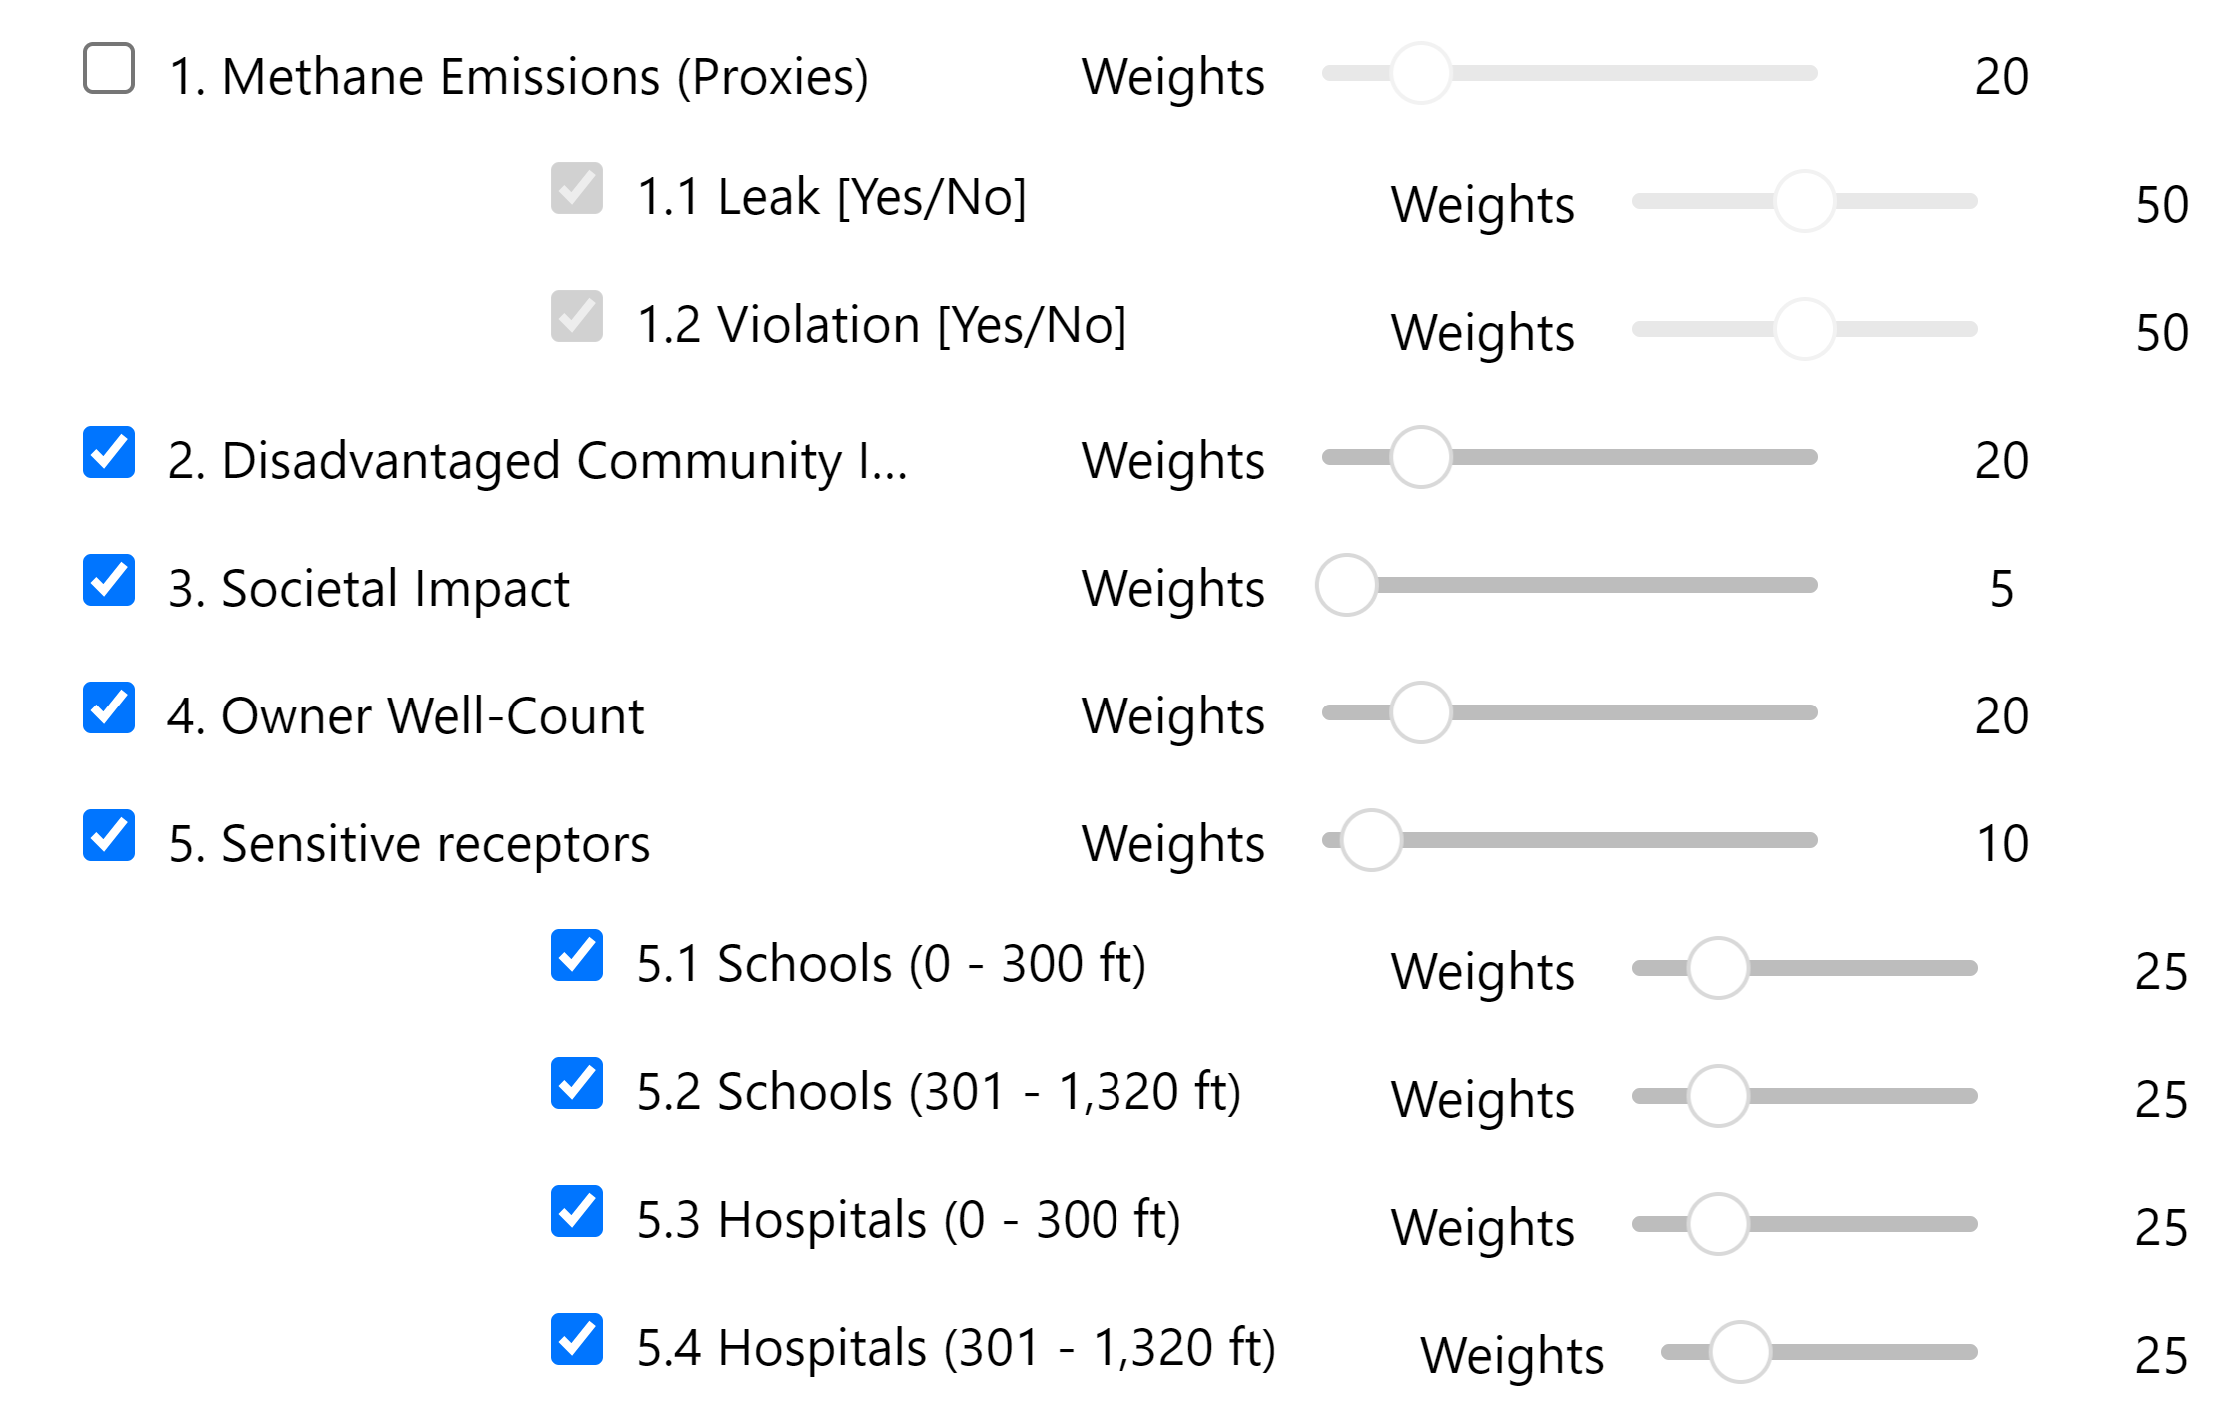 1. Methane Emissions (Proxies) Weights 20
1.1 Leak [Yes/No] Weights 50
1.2 Violation [Yes/No] Weights 50
2. Disadvantaged Community I... Weights 20
3. Societal Impact Weights 5
4. Owner Well-Count Weights 20
5. Sensitive receptors Weights 10
5.1 Schools (0 - 300 ft) Weights 25
5.2 Schools (301 - 1,320 ft) Weights 25
5.3 Hospitals (0 - 300 ft) Weights 25
5.4 Hospitals (301 - 1,320 ft) Weights 25